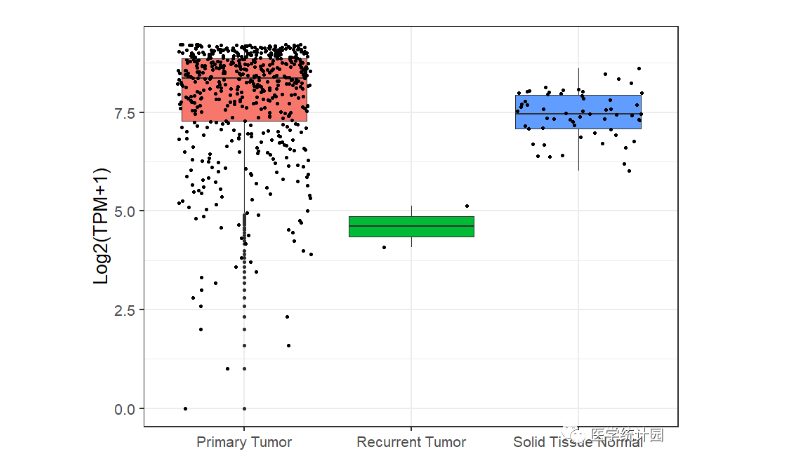 Log2(TPM+1)
7.5
5.0
2.5
0.0
Primary Tumor
Recurrent Tumor
Solid Tissue Normal
医学统计园